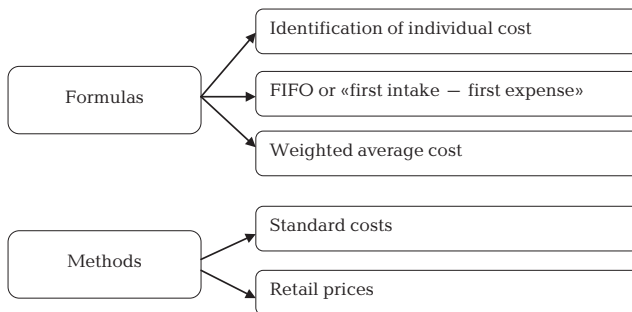 Identification of individual cost
Formulas
FIFO or «first intake — first expense»
Weighted average cost
Standard costs
Methods
Retail prices